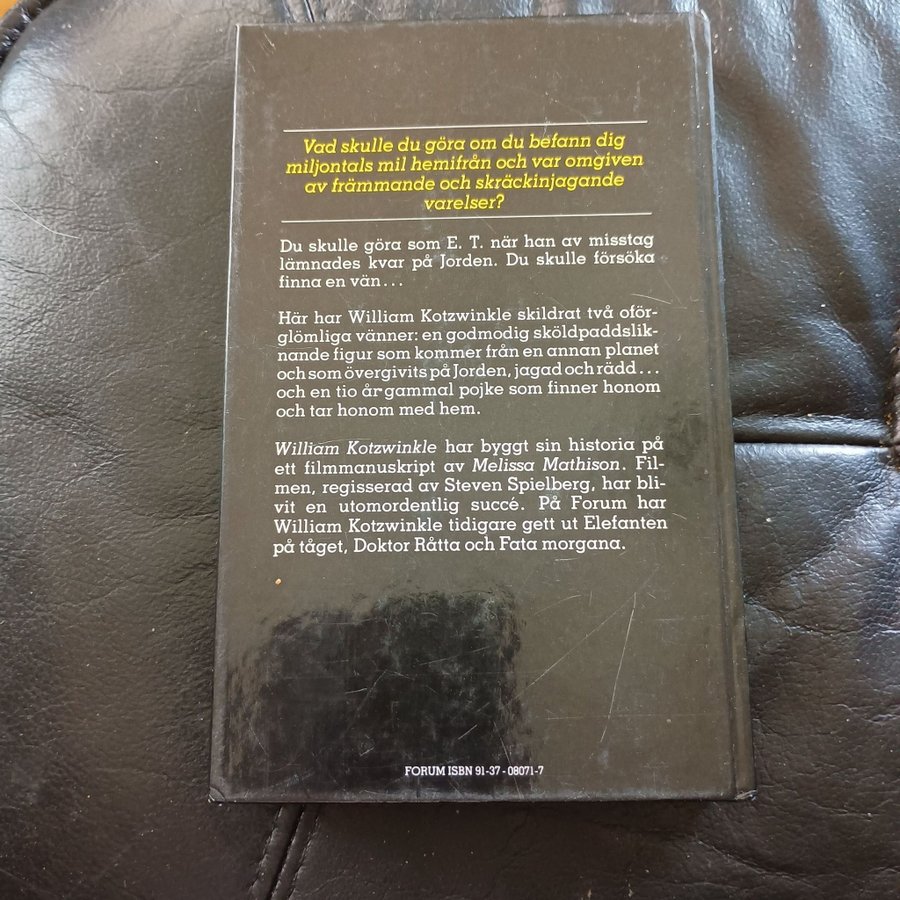 Vad skulle du göra om du befann dig
miljontals mil hemifrån och var omgiven
av främmande och skräckinjagande
varelser?
Du skulle göra som E. T. när han av misstag
lämnades kvar på Jorden. Du skulle försöka
finna en vän...
Här har William Kotzwinkle skildrat två oför-
glömliga vänner: en godmodig sköldpaddslik-
nande figur som kommer från en annan planet
och som övergivits på Jorden, jagad och rädd...
och en tio år gammal pojke som finner honom
och tar honom med hem.
William Kotzwinkle har byggt sin historia på
ett filmmanuskript av Melissa Mathison. Fil-
men, regisserad av Steven Spielberg, har bli-
vit en utomordentlig succé. På Forum har
William Kotzwinkle tidigare gett ut Elefanten
på tåget, Doktor Råtta och Fata morgana.
FORUM ISBN 91-37-08071-7